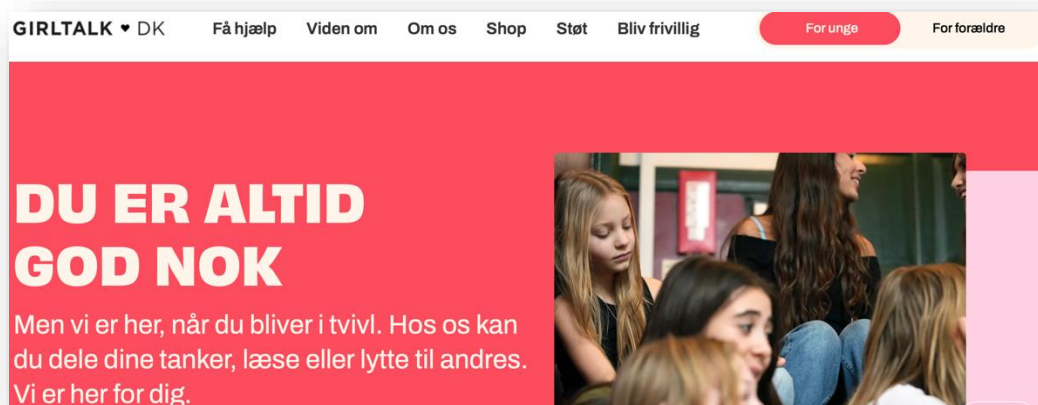 GIRLTALK ♥ DK
Få hjælp
Viden om
Om os
Shop
Støt
Bliv frivillig
For unge
For forældre
DU ER ALTID
GOD NOK
Men vi er her, når du bliver i tvivl. Hos os kan
du dele dine tanker, læse eller lytte til andres.
Vi er her for dig.